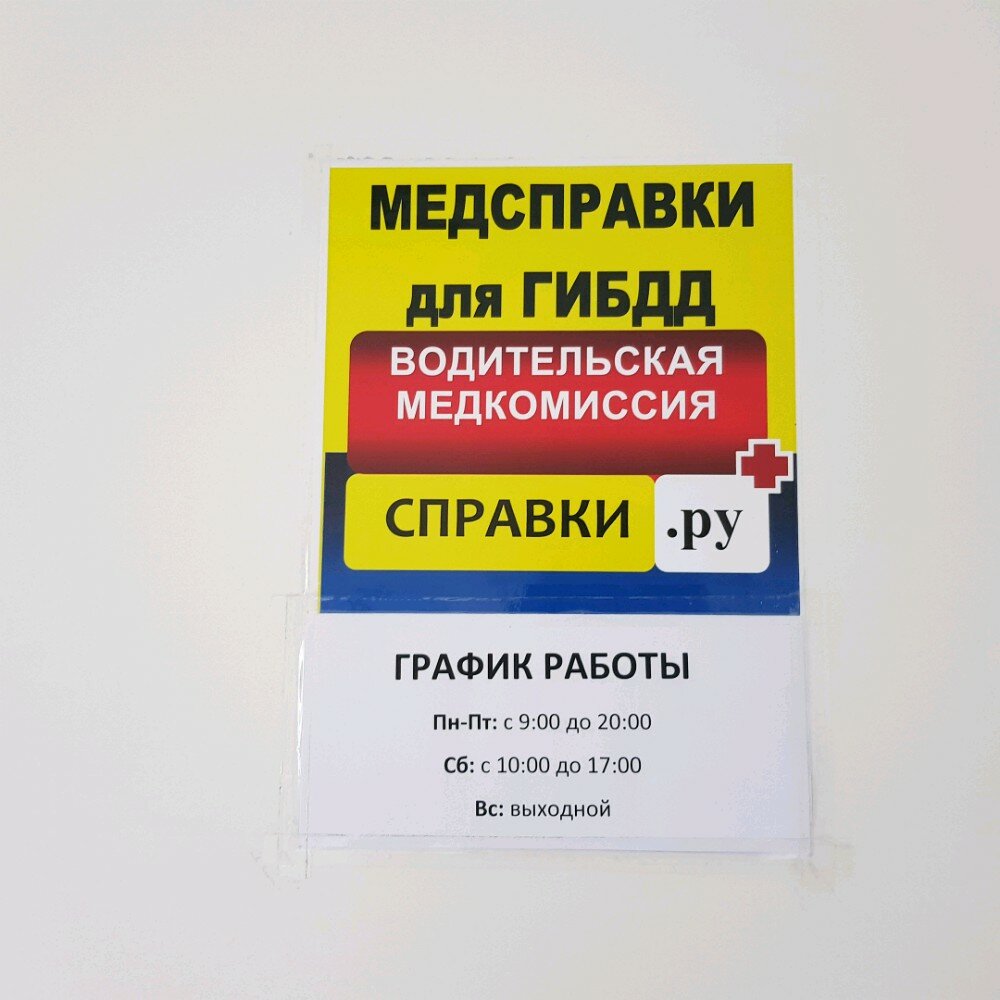 МЕДСПРАВКИ
для ГИБДД
ВОДИТЕЛЬСКАЯ
МЕДКОМИССИЯ
СПРАВКИ .ру
ГРАФИК РАБОТЫ
Пн-Пт: с 9:00 до 20:00
Сб: с 10:00 до 17:00
Вс: выходной